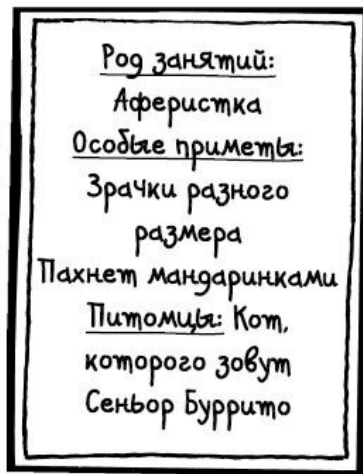 Род занятий:
Аферистка
Особые приметы:
Зрачки разного
размера
Пахнет мандаринками
Питомцы: Кот,
которого зовут
Сеньор Буррито